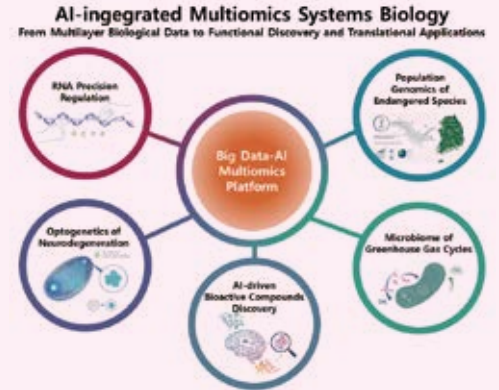 AI-ingegrated Multiomics Systems Biology
From Multilayer Biological Data to Functional Discovery and Translational Applications
RNA Precision
Regulation
Population
Genomics of
Endangered Species
Big Data-AI
Multiomics
Platform
Optogenetics of
Neurodegeneration
Microbiome of
Greenhouse Gas Cycles
AI-driven
Bioactive Compounds
Discovery